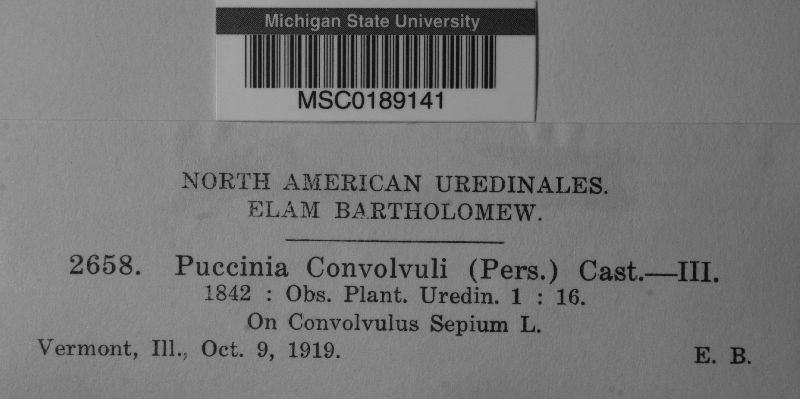 Michigan State University
MSC0189141
NORTH AMERICAN UREDINALES.
ELAM BARTHOLOMEW.
2658. Puccinia Convolvuli (Pers.) Cast.—III.
1842 : Obs. Plant. Uredin. 1 : 16.
On Convolvulus Sepium L.
Vermont, Ill., Oct. 9, 1919. E. B.